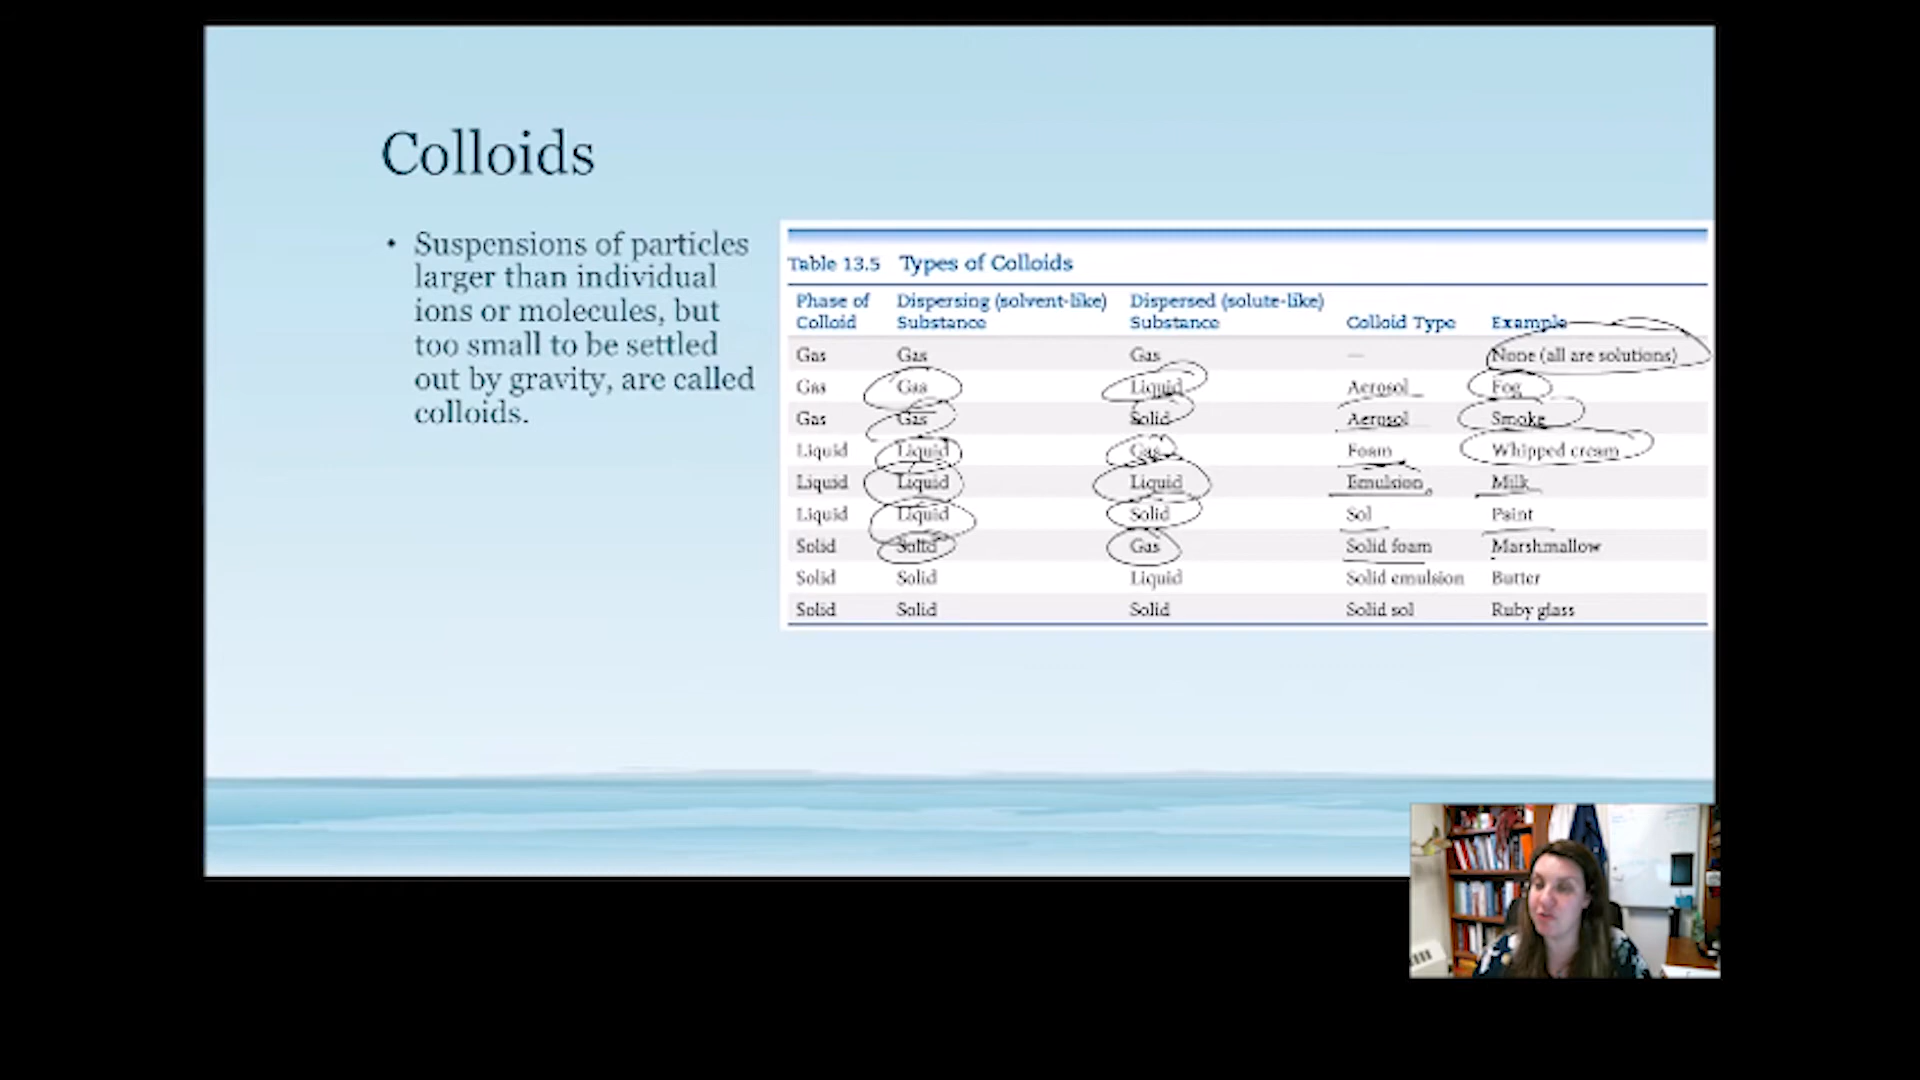 Colloids
• Suspensions of particles
larger than individual
ions or molecules, but
too small to be settled
out by gravity, are called
colloids.
Table 13.5 Types of Colloids
Phase of Colloid Dispersing (solvent-like) Substance Dispersed (solute-like) Substance Colloid Type Example
Gas Gas Gas — None (all are solutions)
Gas Gas Liquid Aerosol Fog
Gas Gas Solid Aerosol Smoke
Liquid Liquid Gas Foam Whipped cream
Liquid Liquid Liquid Emulsion Milk
Liquid Liquid Solid Sol Paint
Solid Solid Gas Solid foam Marshmallow
Solid Solid Liquid Solid emulsion Butter
Solid Solid Solid Solid sol Ruby glass